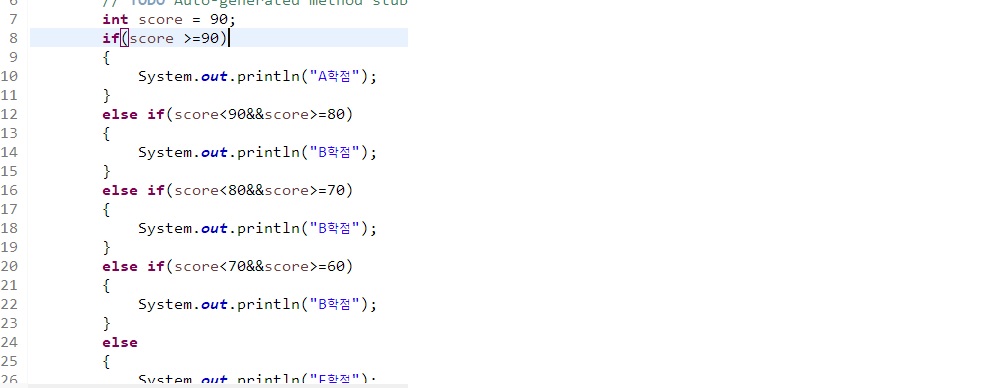 6 // TODO Auto-generated method stub
7 int score = 90;
8 if(score >=90)
9 {
10 System.out.println("A학점");
11 }
12 else if(score<90&&score>=80)
13 {
14 System.out.println("B학점");
15 }
16 else if(score<80&&score>=70)
17 {
18 System.out.println("B학점");
19 }
20 else if(score<70&&score>=60)
21 {
22 System.out.println("B학점");
23 }
24 else
25 {
26 System.out.println("F학점");